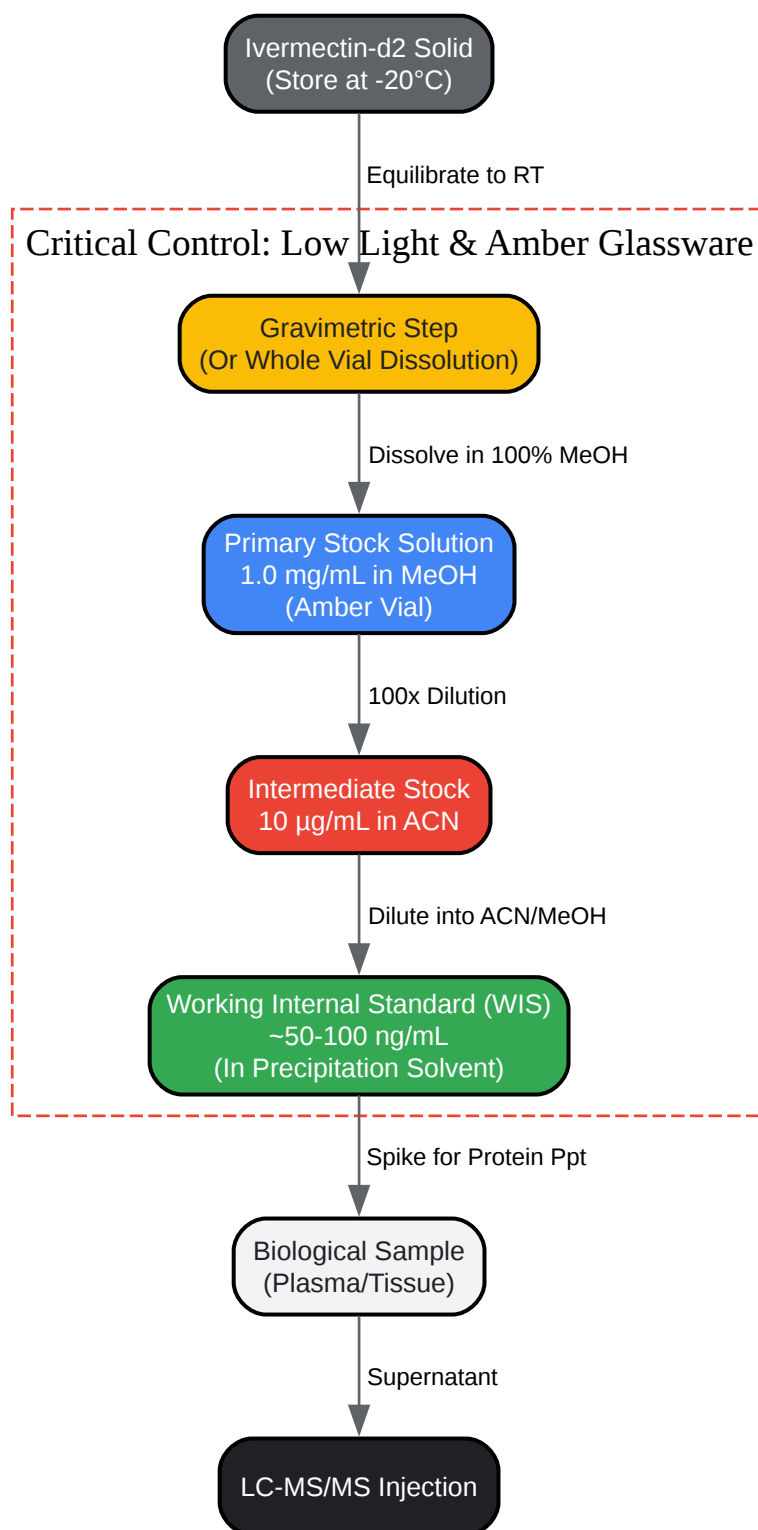 Ivermectin-d2 Solid
(Store at -20°C)
Equilibrate to RT
Critical Control: Low Light & Amber Glassware
Gravimetric Step
(Or Whole Vial Dissolution)
Dissolve in 100% MeOH
Primary Stock Solution
1.0 mg/mL in MeOH
(Amber Vial)
100x Dilution
Intermediate Stock
10 µg/mL in ACN
Dilute into ACN/MeOH
Working Internal Standard (WIS)
~50-100 ng/mL
(In Precipitation Solvent)
Spike for Protein Ppt
Biological Sample
(Plasma/Tissue)
Supernatant
LC-MS/MS Injection